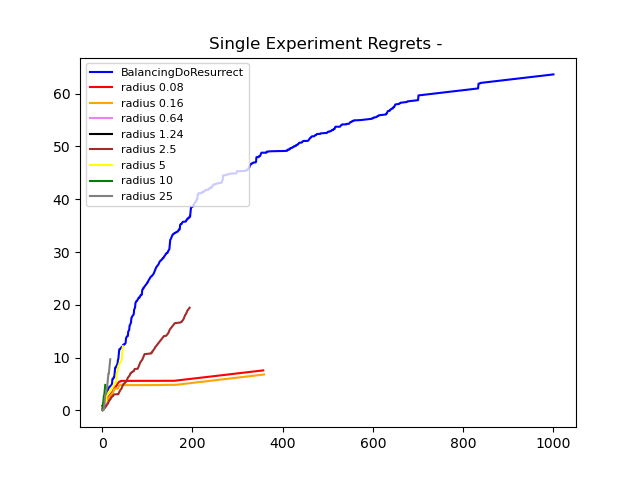 Single Experiment Regrets -
BalancingDoResurrect
radius 0.08
radius 0.16
radius 0.64
radius 1.24
radius 2.5
radius 5
radius 10
radius 25
60
50
40
30
20
10
0
0 200 400 600 800 1000